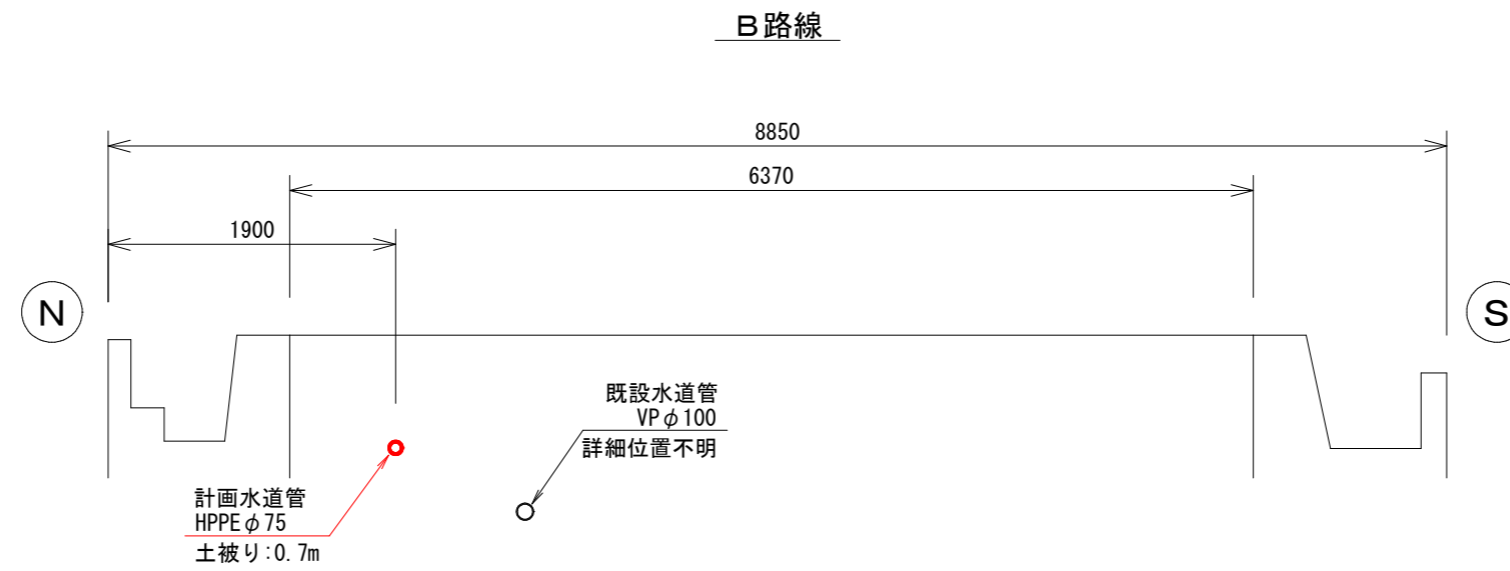 B路線
8850
6370
1900
N
S
既設水道管
VPφ100
詳細位置不明
計画水道管
HPPEφ75
土被り:0.7m